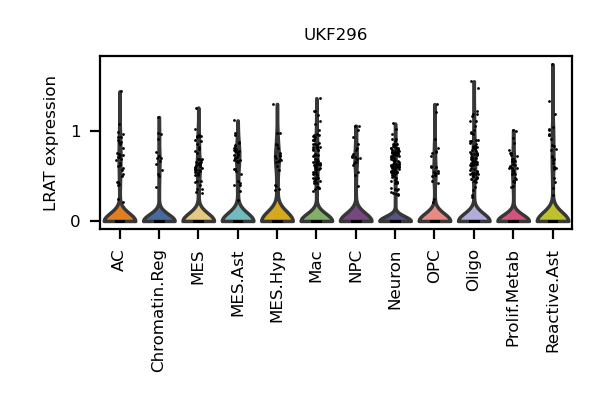 UKF296
LRAT expression
1
0
AC
Chromatin.Reg
MES
MES.Ast
MES.Hyp
Mac
NPC
Neuron
OPC
Oligo
Prolif.Metab
Reactive.Ast